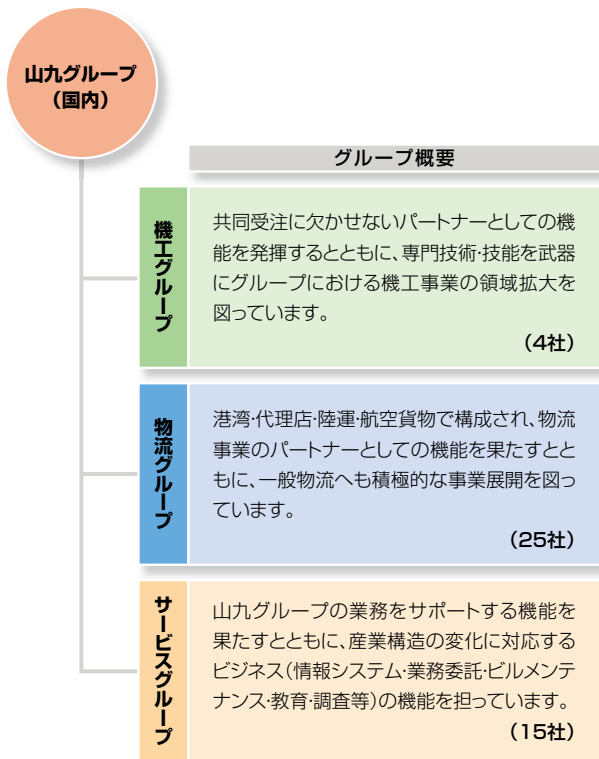 山九グループ
（国内）
グループ概要
機工グループ
共同受注に欠かせないパートナーとしての機
能を発揮するとともに、専門技術・技能を武器
にグループにおける機工事業の領域拡大を
図っています。
（4社）
物流グループ
港湾・代理店・陸運・航空貨物で構成され、物流
事業のパートナーとしての機能を果たすとと
もに、一般物流へも積極的な事業展開を図っ
ています。
（25社）
サービスグループ
山九グループの業務をサポートする機能を
果たすとともに、産業構造の変化に対応する
ビジネス（情報システム・業務委託・ビルメンテ
ナンス・教育・調査等）の機能を担っています。
（15社）